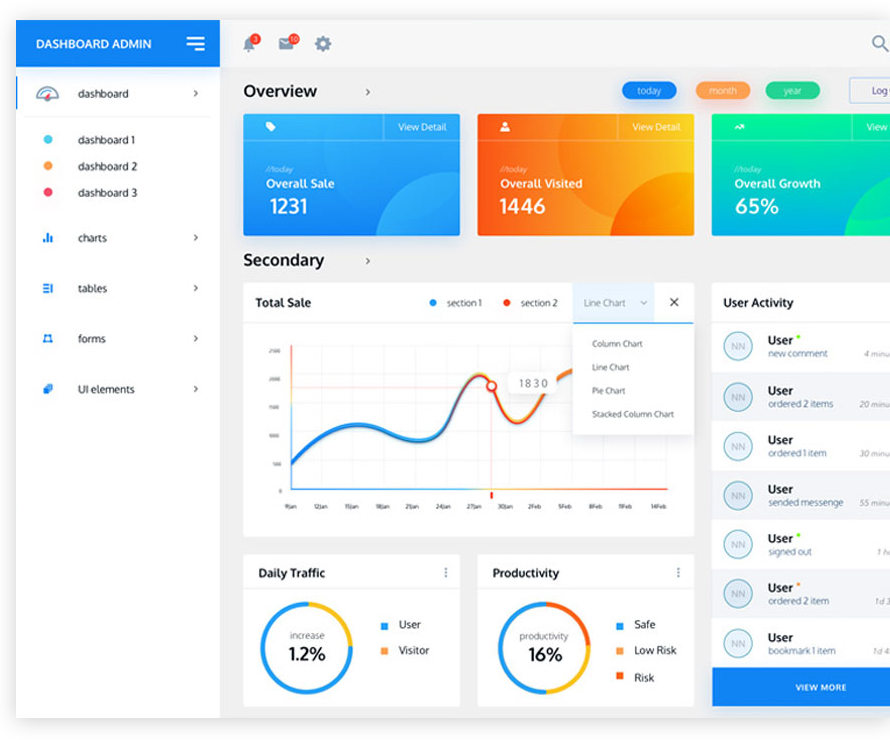 DASHBOARD ADMIN
3
10
dashboard
dashboard 1
dashboard 2
dashboard 3
charts
tables
forms
UI elements
Overview
today
month
year
Log
View Detail
//today
Overall Sale
1231
View Detail
//today
Overall Visited
1446
View
//today
Overall Growth
65%
Secondary
Total Sale
section 1
section 2
Line Chart
Column Chart
Line Chart
Pie Chart
Stacked Column Chart
2500
2000
1500
1000
500
0
1830
9Jan
12Jan
15Jan
18Jan
21Jan
24Jan
27Jan
30Jan
2Feb
5Feb
8Feb
11Feb
14Feb
User Activity
NN
User
new comment
4 minu
NN
User
ordered 2 items
20 minu
NN
User
ordered 1 item
30 minu
NN
User
sended messenge
55 minu
NN
User
signed out
1 h
NN
User
ordered 2 item
1d 3
NN
User
bookmark 1 item
1d 4
VIEW MORE
Daily Traffic
increase
1.2%
User
Visitor
Productivity
productivity
16%
Safe
Low Risk
Risk